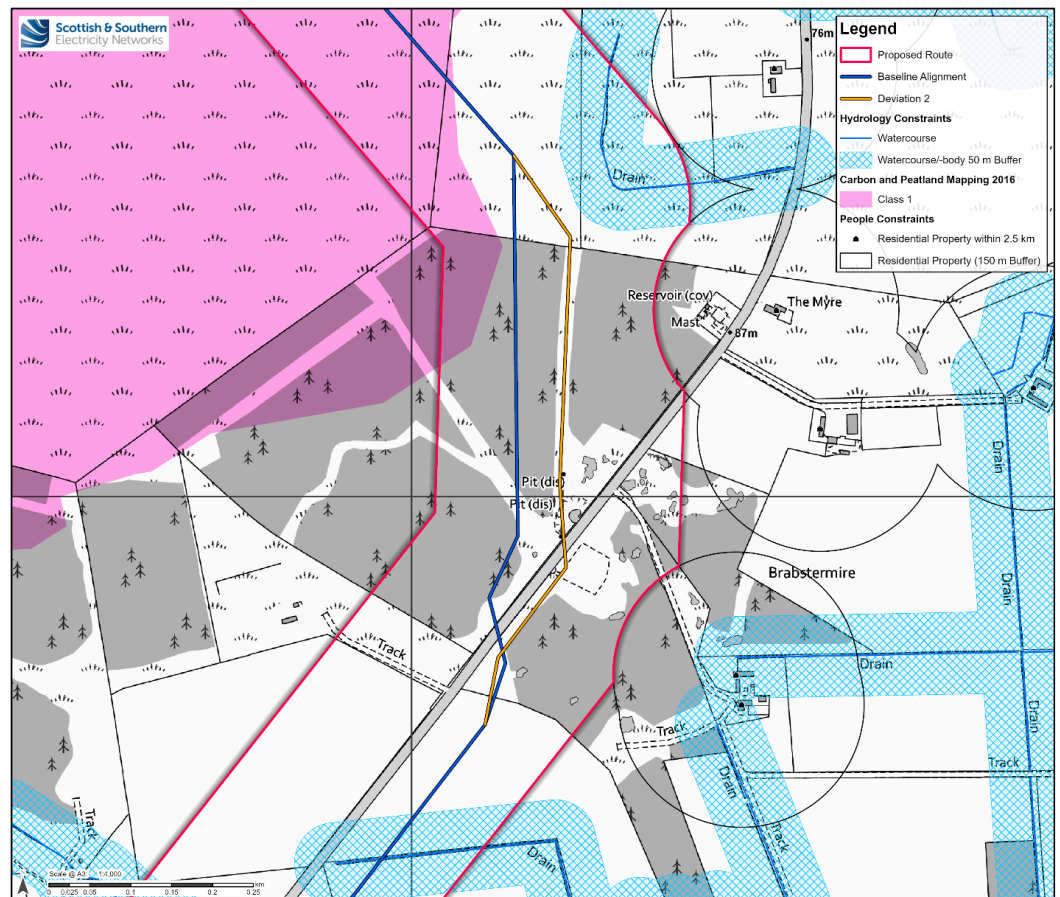 Scottish & Southern
Electricity Networks
76m
Legend
Proposed Route
Baseline Alignment
Deviation 2
Hydrology Constraints
Watercourse
Watercourse/-body 50 m Buffer
Carbon and Peatland Mapping 2016
Class 1
People Constraints
Residential Property within 2.5 km
Residential Property (150 m Buffer)
Drain
Reservoir (cov)
The Myre
Mast
87m
Drain
Pit (dis)
Pit (dis)
Brabstermire
Drain
Track
Drain
Drain
Track
Track
Drain
Track
Track
Drain
Scale @ A3: 1:4,000
0 0.025 0.05 0.1 0.15 0.2 0.25
km